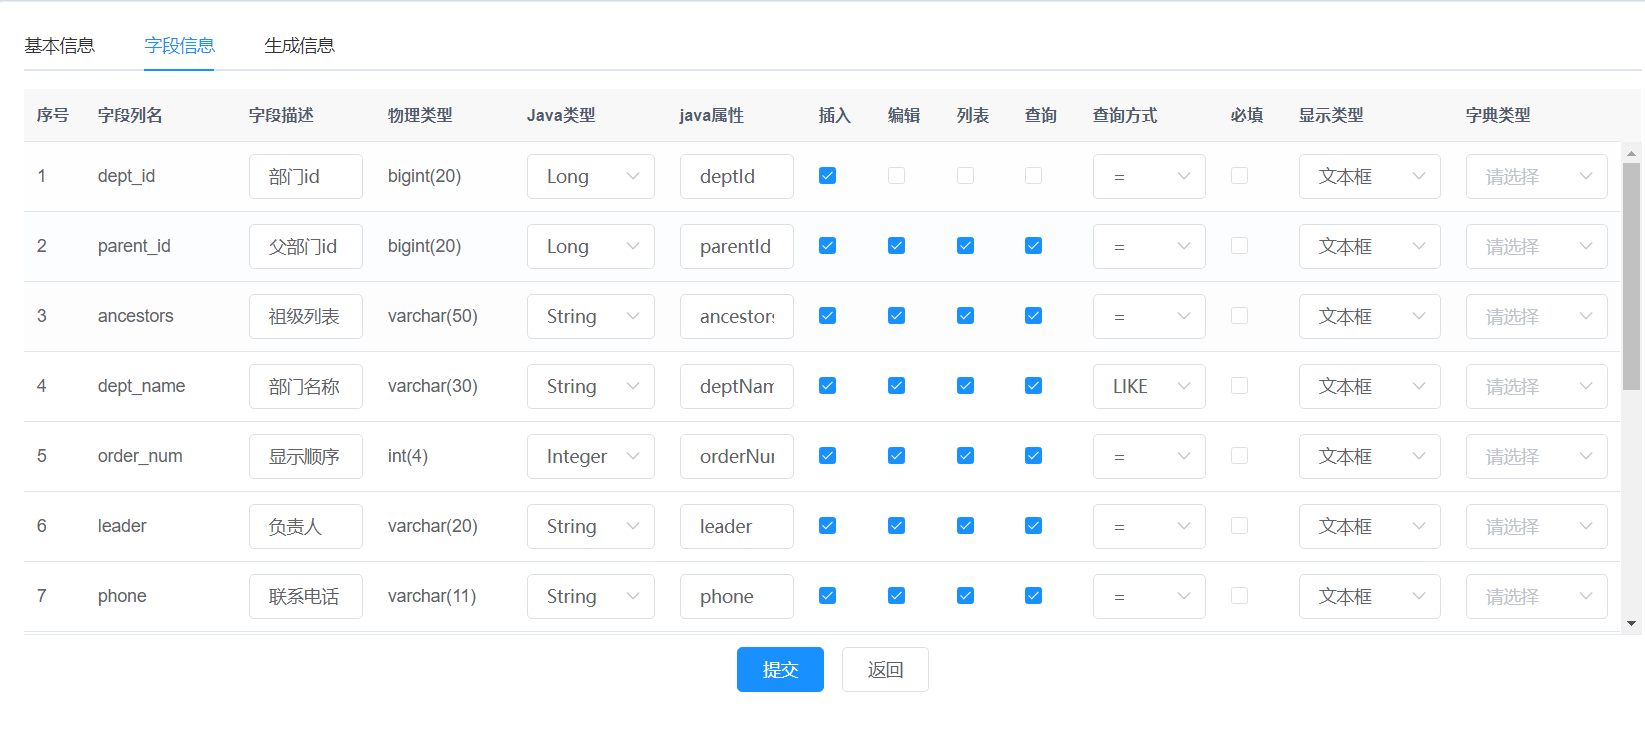 基本信息 字段信息 生成信息
序号 字段列名 字段描述 物理类型 Java类型 java属性 插入 编辑 列表 查询 查询方式 必填 显示类型 字典类型
1 dept_id 部门id bigint(20) Long deptId = 文本框 请选择
2 parent_id 父部门id bigint(20) Long parentId = 文本框 请选择
3 ancestors 祖级列表 varchar(50) String ancestors = 文本框 请选择
4 dept_name 部门名称 varchar(30) String deptNam LIKE 文本框 请选择
5 order_num 显示顺序 int(4) Integer orderNu = 文本框 请选择
6 leader 负责人 varchar(20) String leader = 文本框 请选择
7 phone 联系电话 varchar(11) String phone = 文本框 请选择
提交 返回